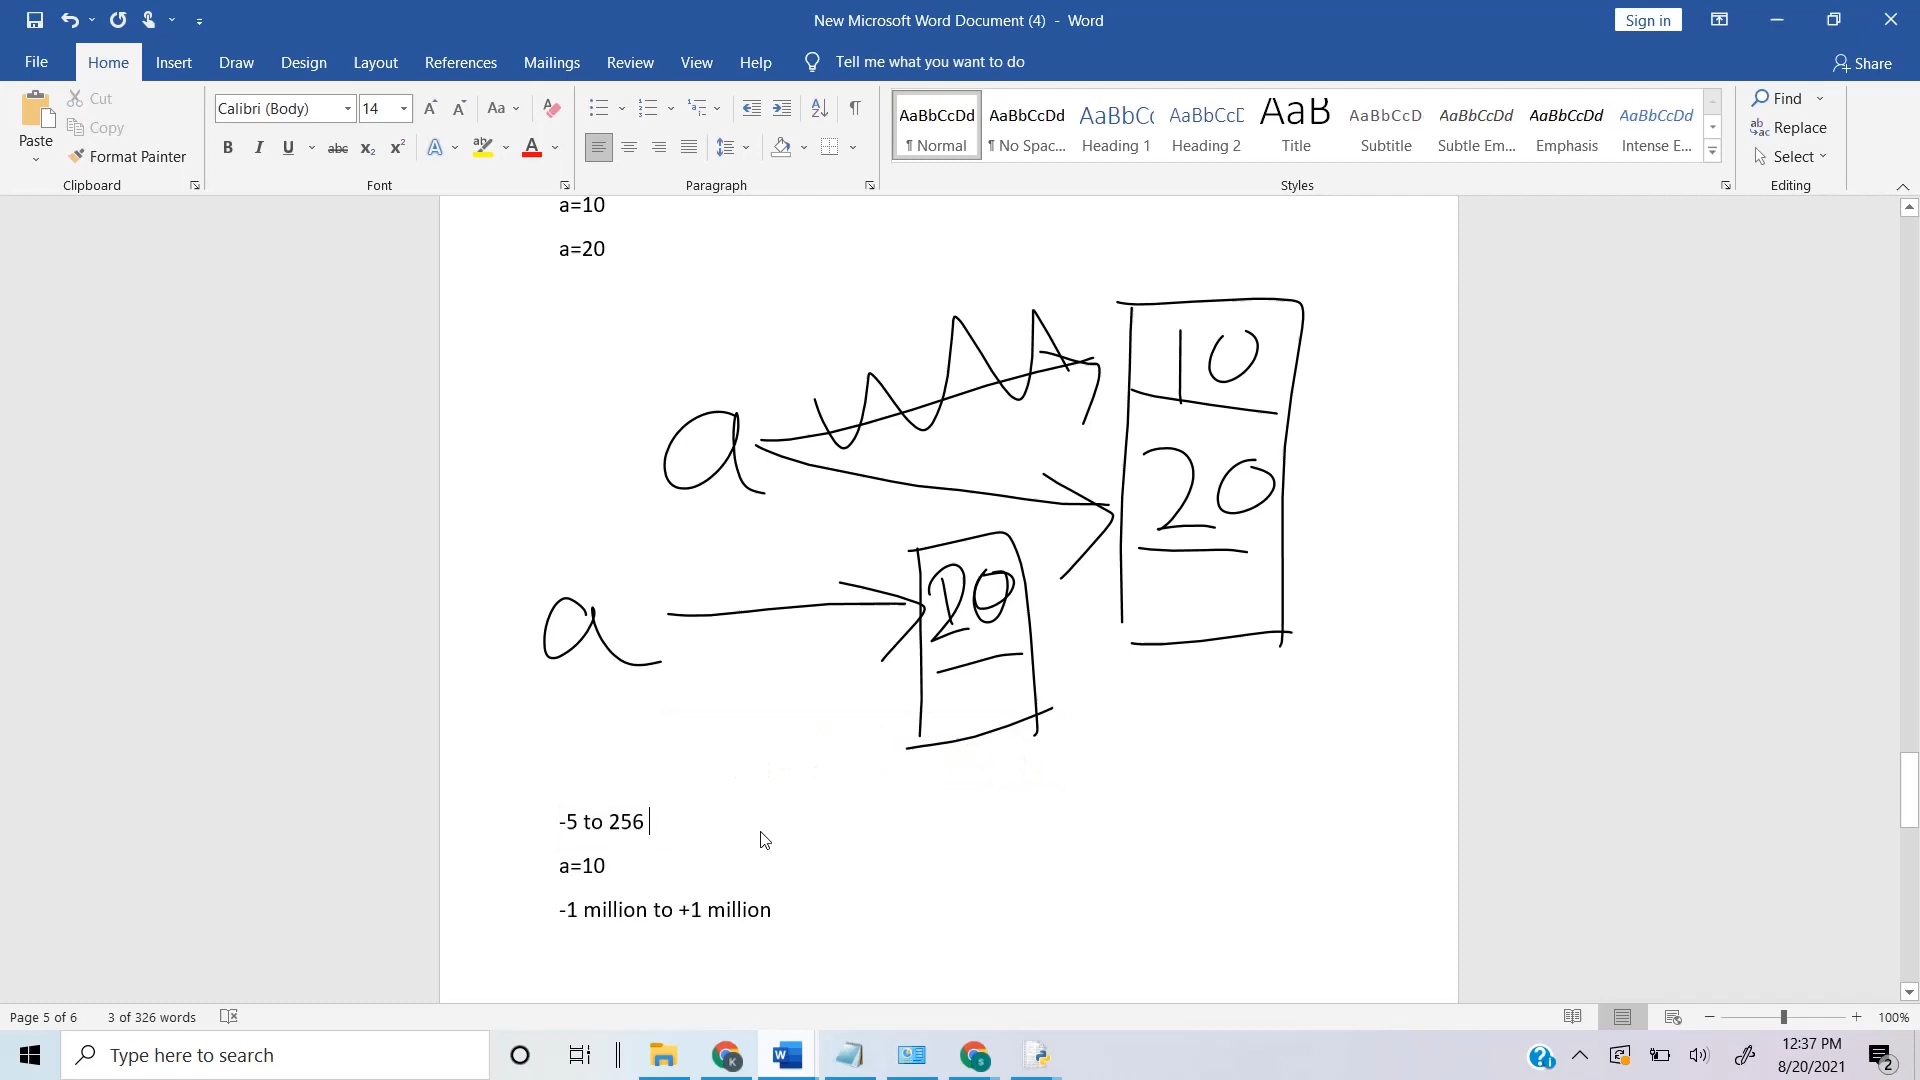 New Microsoft Word Document (4) - Word
Sign in
File Home Insert Draw Design Layout References Mailings Review View Help Tell me what you want to do
Share
Paste
Cut
Copy
Format Painter
Clipboard
Calibri (Body) 14
Font
Paragraph
AaBbCcDd AaBbCcDd AaBbC( AaBbCcC AaB AaBbCcD AaBbCcDd AaBbCcDd AaBbCcDd
¶ Normal ¶ No Spac... Heading 1 Heading 2 Title Subtitle Subtle Em... Emphasis Intense E...
Styles
Find
Replace
Select
Editing
a=10
a=20
10
a
20
a
20
-5 to 256
a=10
-1 million to +1 million
Page 5 of 6 3 of 326 words
100%
Type here to search
12:37 PM
8/20/2021
2